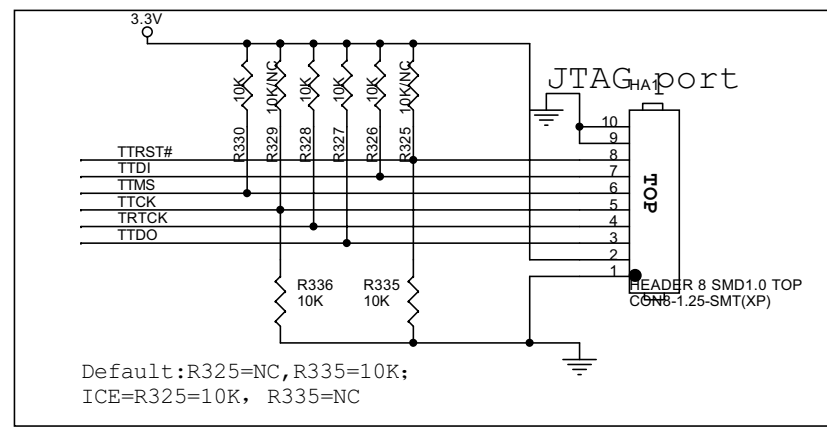 3.3V
JTAG port
HA1
10K
10K/NC
10K
10K
10K
10K/NC
R330
R329
R328
R327
R326
R325
TTRST#
TTDI
TTMS
TTCK
TRTCK
TTDO
10
9
8
7
6
5
4
3
2
1
TOP
R336
10K
R335
10K
HEADER 8 SMD1.0 TOP
CON8-1.25-SMT(XP)
Default:R325=NC,R335=10K;
ICE=R325=10K, R335=NC